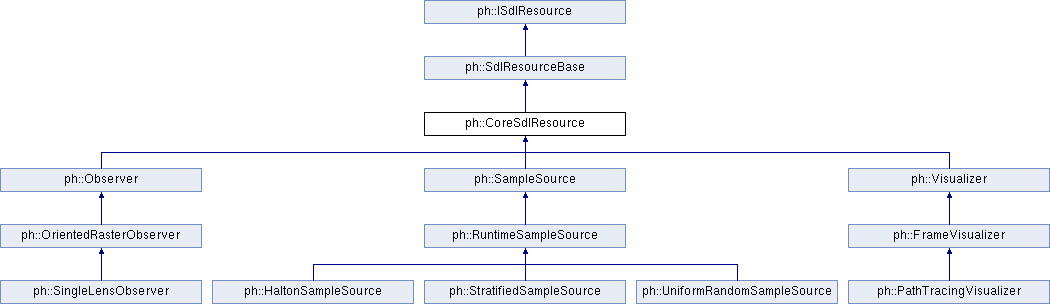 ph::ISdlResource
ph::SdlResourceBase
ph::CoreSdlResource
ph::Observer
ph::SampleSource
ph::Visualizer
ph::OrientedRasterObserver
ph::RuntimeSampleSource
ph::FrameVisualizer
ph::SingleLensObserver
ph::HaltonSampleSource
ph::StratifiedSampleSource
ph::UniformRandomSampleSource
ph::PathTracingVisualizer